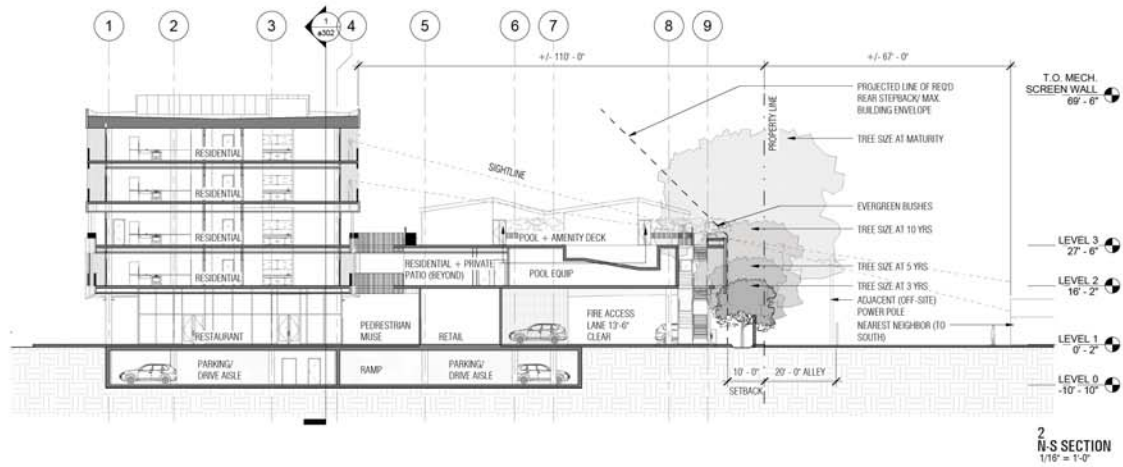 1
2
3
1
a302
4
5
6
7
8
9
+/- 110' - 0"
+/- 67' - 0"
T.O. MECH.
SCREEN WALL
69' - 6"
PROJECTED LINE OF REQ'D
REAR STEPBACK/ MAX.
BUILDING ENVELOPE
PROPERTY LINE
TREE SIZE AT MATURITY
RESIDENTIAL
SIGHTLINE
RESIDENTIAL
EVERGREEN BUSHES
RESIDENTIAL
POOL + AMENITY DECK
TREE SIZE AT 10 YRS
LEVEL 3
27' - 6"
RESIDENTIAL
RESIDENTIAL + PRIVATE
PATIO (BEYOND)
POOL EQUIP
TREE SIZE AT 5 YRS
LEVEL 2
16' - 2"
TREE SIZE AT 3 YRS
ADJACENT (OFF-SITE)
POWER POLE
RESTAURANT
PEDRESTRIAN
MUSE
RETAIL
FIRE ACCESS
LANE 13'-6"
CLEAR
NEAREST NEIGHBOR (TO
SOUTH)
LEVEL 1
0' - 2"
PARKING/
DRIVE AISLE
RAMP
PARKING/
DRIVE AISLE
10' - 0"
SETBACK
20' - 0" ALLEY
LEVEL 0
-10' - 10"
2
N-S SECTION
1/16" = 1'-0"